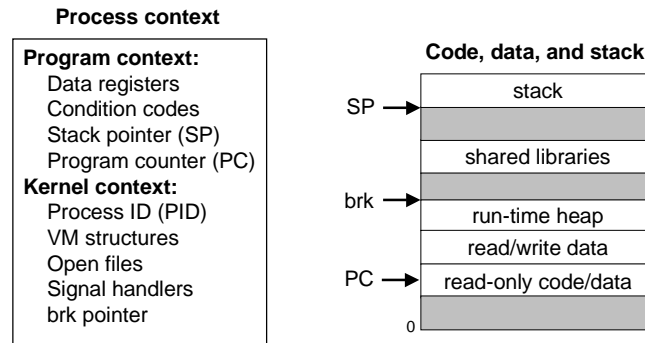 Process context
Program context:
Data registers
Condition codes
Stack pointer (SP)
Program counter (PC)
Kernel context:
Process ID (PID)
VM structures
Open files
Signal handlers
brk pointer
Code, data, and stack
stack
SP
shared libraries
brk
run-time heap
read/write data
PC
read-only code/data
0